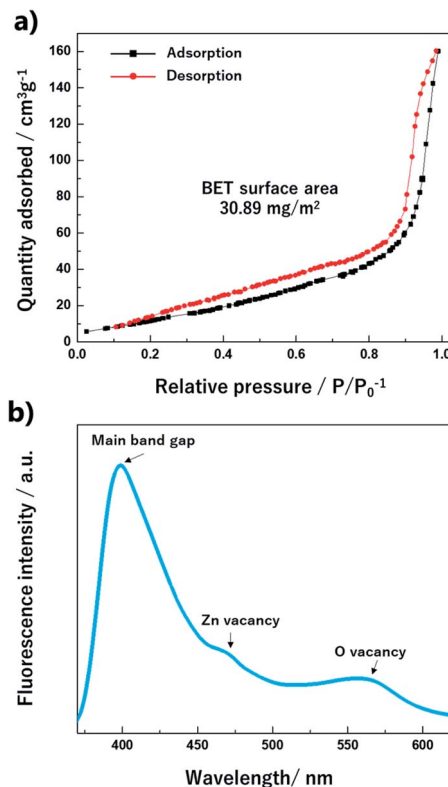 a)
Quantity adsorbed / cm³g⁻¹
160
140
120
100
80
60
40
20
0
Adsorption
Desorption
BET surface area
30.89 mg/m²
0.0 0.2 0.4 0.6 0.8 1.0
Relative pressure / P/P₀⁻¹
b)
Fluorescence intensity / a.u.
Main band gap
Zn vacancy
O vacancy
400 450 500 550 600
Wavelength/ nm